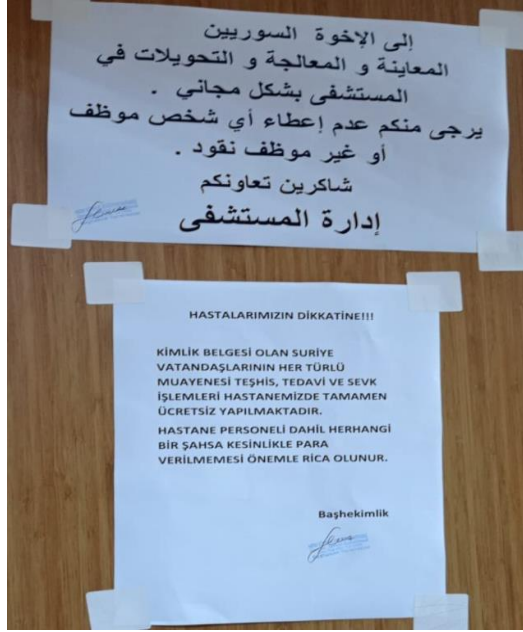 إلى الإخوة السوريين
المعاينة و المعالجة و التحويلات في
المستشفى بشكل مجاني .
يرجى منكم عدم إعطاء أي شخص موظف
أو غير موظف نقود .
شاكرين تعاونكم
إدارة المستشفى
HASTALARIMIZIN DİKKATİNE!!!
KİMLİK BELGESİ OLAN SURİYE
VATANDAŞLARININ HER TÜRLÜ
MUAYENESİ TEŞHİS, TEDAVİ VE SEVK
İŞLEMLERİ HASTANEMİZDE TAMAMEN
ÜCRETSİZ YAPILMAKTADIR.
HASTANE PERSONELİ DAHİL HERHANGİ
BİR ŞAHSA KESİNLİKLE PARA
VERİLMEMESİ ÖNEMLE RİCA OLUNUR.
Başhekimlik